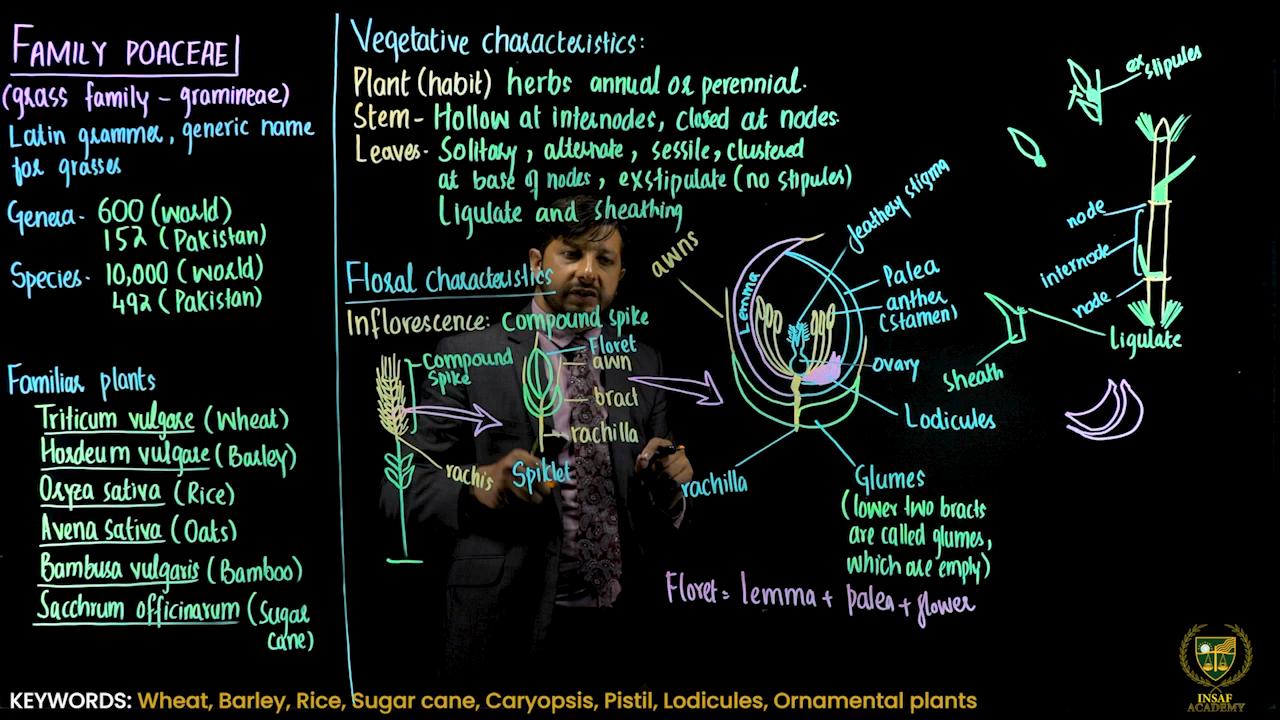 FAMILY POACEAE
(grass family - gramineae)
Latin grammer, generic name
for grasses
Genera- 600 (world)
152 (Pakistan)
Species- 10,000 (world)
492 (Pakistan)
Familiar plants
Triticum vulgare (Wheat)
Hordeum vulgare (Barley)
Oryza sativa (Rice)
Avena sativa (Oats)
Bambusa vulgaris (Bamboo)
Sacchrum officinarum (Sugar
cane)
Vegetative characteristics:
Plant (habit) herbs annual or perennial.
Stem- Hollow at internodes, closed at nodes.
Leaves- Solitary, alternate, sessile, clustered
at base of nodes, exstipulate (no stipules)
Ligulate and sheathing
Floral characteristics
Inflorescence: Compound spike
Compound
Spike
rachis
Floret
awn
bract
rachilla
Spiklet
awns
Lemma
feathery stigma
Palea
anther
(stamen)
ovary
Lodicules
rachilla
Glumes
(lower two bracts
are called glumes,
which are empty)
Floret= lemma + palea + flower
ex stipules
node
internode
node
Ligulate
sheath
KEYWORDS: Wheat, Barley, Rice, Sugar cane, Caryopsis, Pistil, Lodicules, Ornamental plants
INSAF
ACADEMY